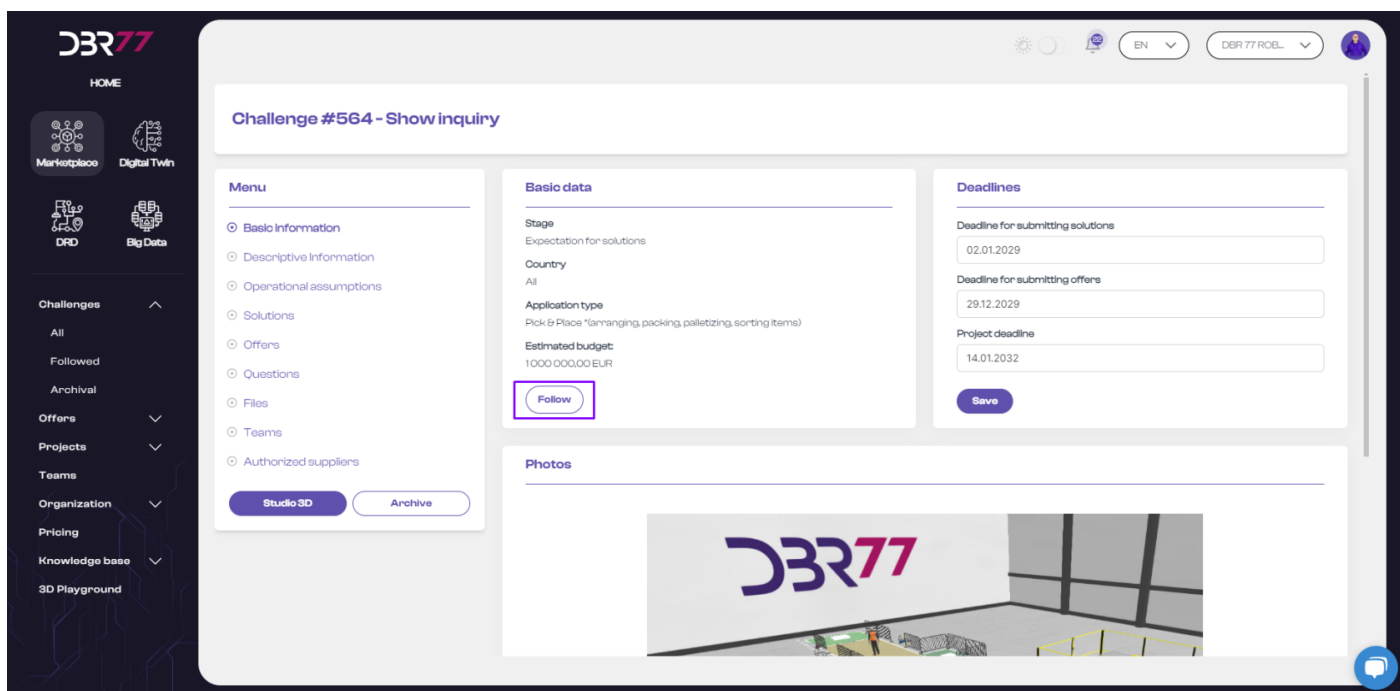 DBR77
HOME
Marketplace
Digital Twin
DRD
Big Data
Challenges
All
Followed
Archival
Offers
Projects
Teams
Organization
Pricing
Knowledge base
3D Playground
22
EN
DBR 77 ROB...
Challenge #564 - Show inquiry
Menu
Basic Information
Descriptive Information
Operational assumptions
Solutions
Offers
Questions
Files
Teams
Authorized suppliers
Studio 3D
Archive
Basic data
Stage
Expectation for solutions
Country
All
Application type
Pick & Place *(arranging, packing, palletizing, sorting items)
Estimated budget:
1 000 000,00 EUR
Follow
Deadlines
Deadline for submitting solutions
02.01.2029
Deadline for submitting offers
29.12.2029
Project deadline
14.01.2032
Save
Photos
DBR77